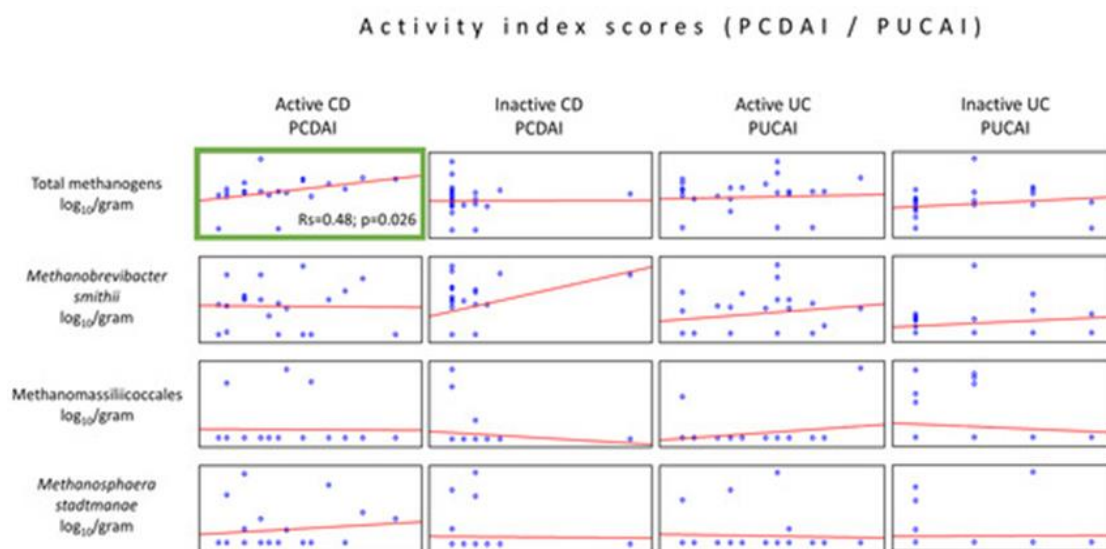 Activity index scores (PCDAI / PUCAI)
Active CD
PCDAI
Inactive CD
PCDAI
Active UC
PUCAI
Inactive UC
PUCAI
Total methanogens
log₁₀/gram
Rs=0.48; p=0.026
Methanobrevibacter
smithii
log₁₀/gram
Methanomassiliicoccales
log₁₀/gram
Methanosphaera
stadtmanae
log₁₀/gram